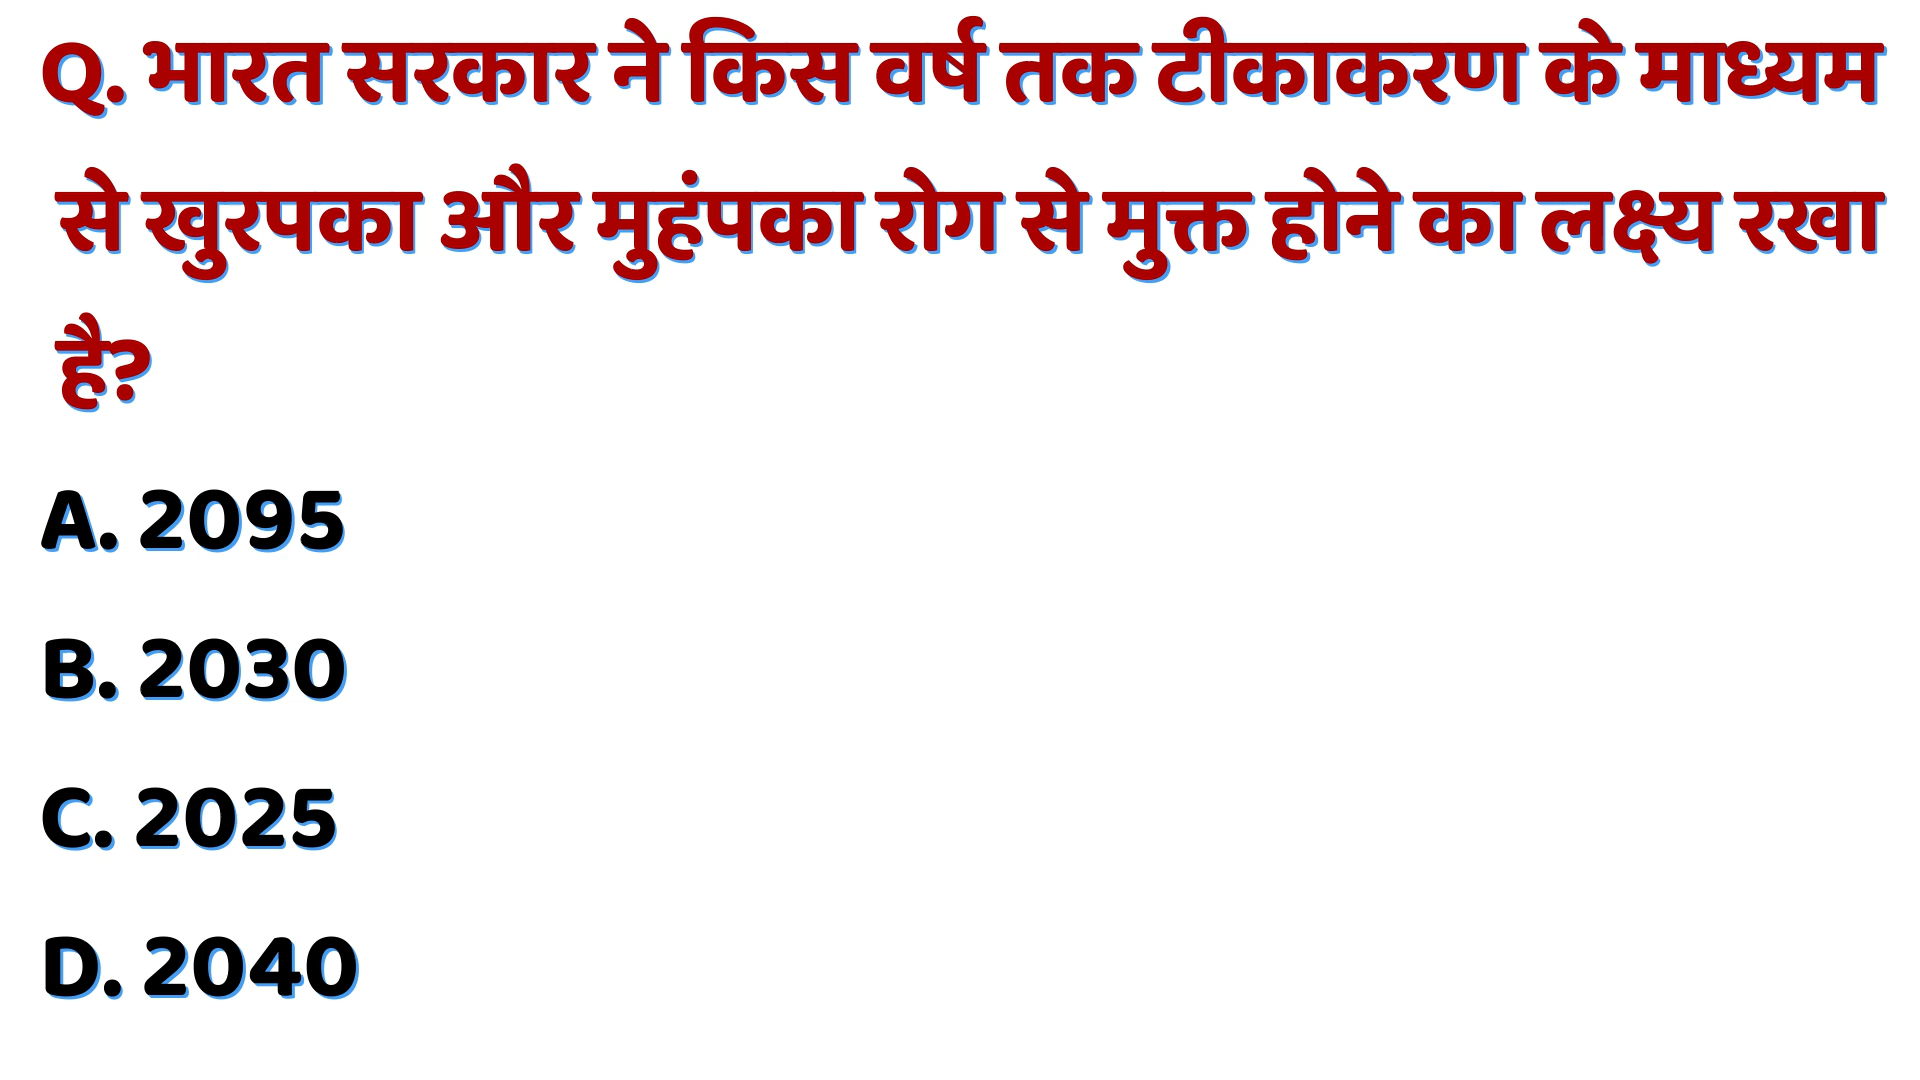 Q. भारत सरकार ने किस वर्ष तक टीकाकरण के माध्यम
से खुरपका और मुहंपका रोग से मुक्त होने का लक्ष्य रखा
है?
A. 2095
B. 2030
C. 2025
D. 2040